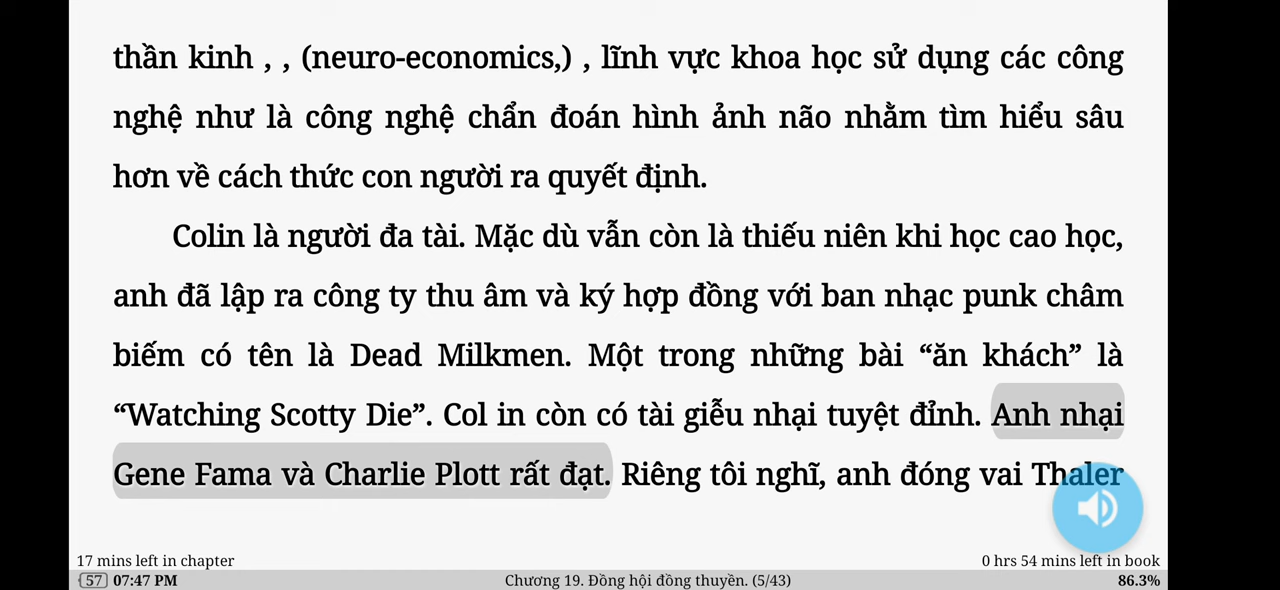 thần kinh , , (neuro-economics,) , lĩnh vực khoa học sử dụng các công
nghệ như là công nghệ chẩn đoán hình ảnh não nhằm tìm hiểu sâu
hơn về cách thức con người ra quyết định.
Colin là người đa tài. Mặc dù vẫn còn là thiếu niên khi học cao học,
anh đã lập ra công ty thu âm và ký hợp đồng với ban nhạc punk châm
biếm có tên là Dead Milkmen. Một trong những bài “ăn khách” là
“Watching Scotty Die”. Col in còn có tài giễu nhại tuyệt đỉnh. Anh nhại
Gene Fama và Charlie Plott rất đạt. Riêng tôi nghĩ, anh đóng vai Thaler
17 mins left in chapter 0 hrs 54 mins left in book
57 07:47 PM Chương 19. Đồng hội đồng thuyền. (5/43) 86.3%